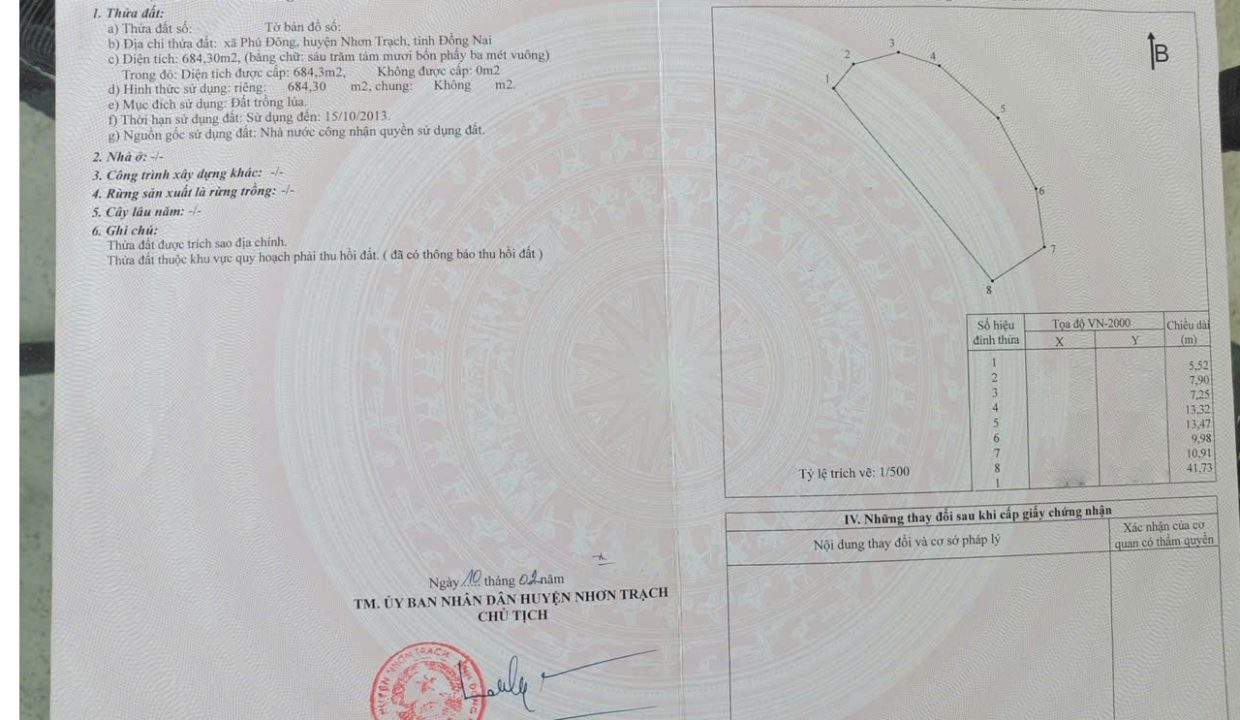 1. Thửa đất:
a) Thửa đất số: Tờ bản đồ số:
b) Địa chỉ thửa đất: xã Phú Đông, huyện Nhơn Trạch, tỉnh Đồng Nai
c) Diện tích: 684,30m2, (bằng chữ: sáu trăm tám mươi bốn phẩy ba mét vuông)
Trong đó: Diện tích được cấp: 684,3m2, Không được cấp: 0m2
d) Hình thức sử dụng: riêng: 684,30 m2, chung: Không m2.
e) Mục đích sử dụng: Đất trồng lúa.
f) Thời hạn sử dụng đất: Sử dụng đến: 15/10/2013.
g) Nguồn gốc sử dụng đất: Nhà nước công nhận quyền sử dụng đất.
2. Nhà ở: -/-
3. Công trình xây dựng khác: -/-
4. Rừng sản xuất là rừng trồng: -/-
5. Cây lâu năm: -/-
6. Ghi chú:
Thửa đất được trích sao địa chính.
Thửa đất thuộc khu vực quy hoạch phải thu hồi đất. ( đã có thông báo thu hồi đất )
Ngày 10 tháng 02 năm
TM. ỦY BAN NHÂN DÂN HUYỆN NHƠN TRẠCH
CHỦ TỊCH
HUYỆN NHƠN TRẠCH
B
1
2
3
4
5
6
7
8
Số hiệu đỉnh thửa Tọa độ VN-2000 Chiều dài (m)
X Y
1
5,52
2
7,90
3
7,25
4
13,32
5
13,47
6
9,98
7
10,91
8
41,73
1
Tỷ lệ trích vẽ: 1/500
IV. Những thay đổi sau khi cấp giấy chứng nhận
Nội dung thay đổi và cơ sở pháp lý
Xác nhận của cơ
quan có thẩm quyền